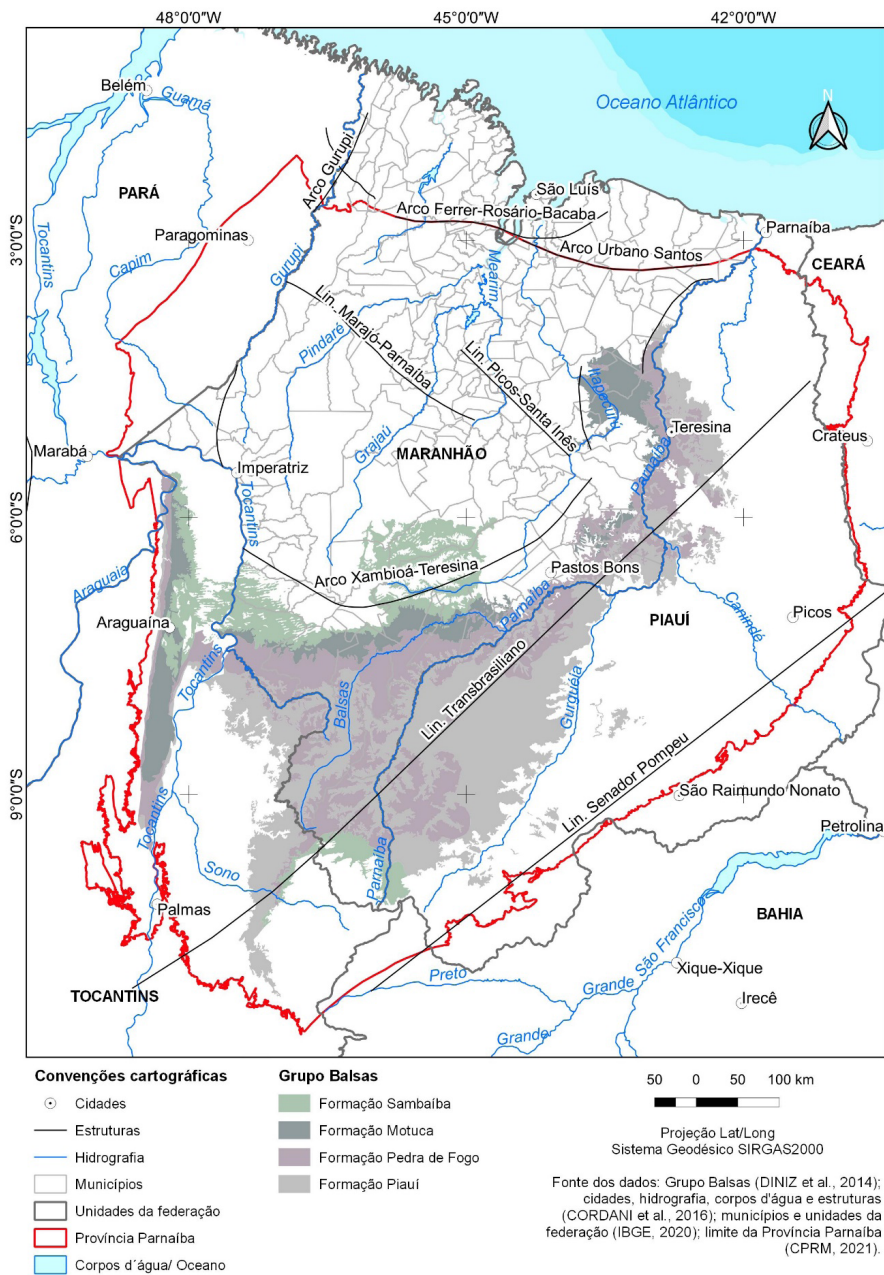 48°0'0"W
45°0'0"W
42°0'0"W
3°0'0"S
6°0'0"S
9°0'0"S
Oceano Atlântico
N
Belém
Guamá
PARÁ
Arco Gurupi
São Luís
Arco Ferrer-Rosário-Bacaba
Paragominas
Parnaíba
Tocantins
Capim
Gurupi
Arco Urbano Santos
Mearim
CEARÁ
Pindaré
Lin. Marajó-Parnaíba
Lin. Picos-Santa Inês
Itapecuru
Grajaú
MARANHÃO
Teresina
Crateus
Marabá
Imperatriz
Parnaíba
Tocantins
Araguaia
Arco Xambioá-Teresina
Pastos Bons
Parnaíba
PIAUÍ
Canindé
Picos
Araguaína
Tocantins
Balsas
Lin. Transbrasiliano
Gurguéia
Lin. Senador Pompeu
São Raimundo Nonato
Petrolina
Tocantins
Sono
Parnaíba
Palmas
São Francisco
BAHIA
TOCANTINS
Preto
Grande
Xique-Xique
Irecê
Grande
Convenções cartográficas
Cidades
Estruturas
Hidrografia
Municípios
Unidades da federação
Província Parnaíba
Corpos d´água/ Oceano
Grupo Balsas
Formação Sambaíba
Formação Motuca
Formação Pedra de Fogo
Formação Piauí
50 0 50 100 km
Projeção Lat/Long
Sistema Geodésico SIRGAS2000
Fonte dos dados: Grupo Balsas (DINIZ et al., 2014);
cidades, hidrografia, corpos d'água e estruturas
(CORDANI et al., 2016); municípios e unidades da
federação (IBGE, 2020); limite da Província Parnaíba
(CPRM, 2021).